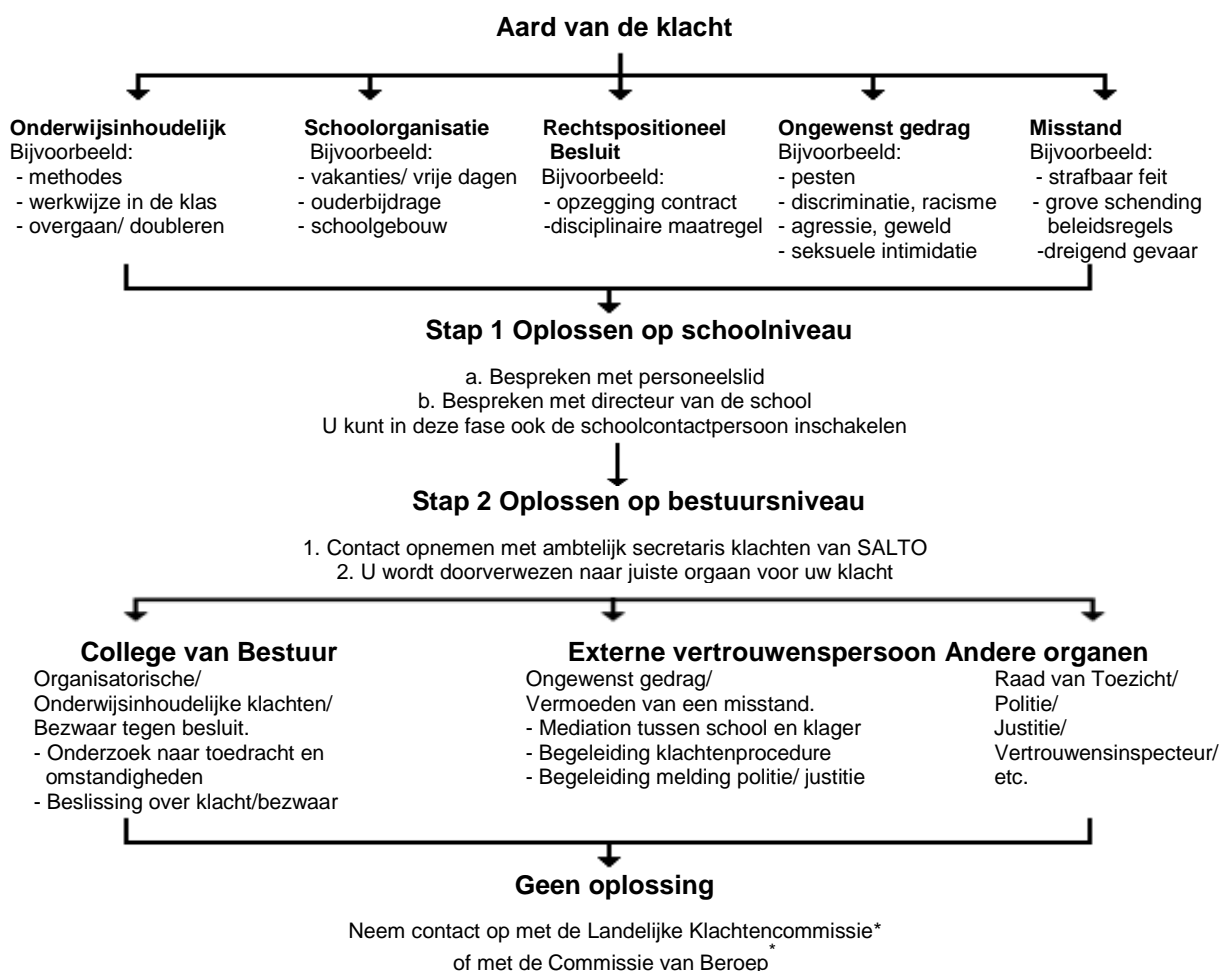 Aard van de klacht
Onderwijsinhoudelijk
Bijvoorbeeld:
- methodes
- werkwijze in de klas
- overgaan/ doubleren
Schoolorganisatie
Bijvoorbeeld:
- vakanties/ vrije dagen
- ouderbijdrage
- schoolgebouw
Rechtspositioneel
Besluit
Bijvoorbeeld:
- opzegging contract
-disciplinaire maatregel
Ongewenst gedrag
Bijvoorbeeld:
- pesten
- discriminatie, racisme
- agressie, geweld
- seksuele intimidatie
Misstand
Bijvoorbeeld:
- strafbaar feit
- grove schending
beleidsregels
-dreigend gevaar
Stap 1 Oplossen op schoolniveau
a. Bespreken met personeelslid
b. Bespreken met directeur van de school
U kunt in deze fase ook de schoolcontactpersoon inschakelen
Stap 2 Oplossen op bestuursniveau
1. Contact opnemen met ambtelijk secretaris klachten van SALTO
2. U wordt doorverwezen naar juiste orgaan voor uw klacht
College van Bestuur
Organisatorische/
Onderwijsinhoudelijke klachten/
Bezwaar tegen besluit.
- Onderzoek naar toedracht en
omstandigheden
- Beslissing over klacht/bezwaar
Externe vertrouwenspersoon
Ongewenst gedrag/
Vermoeden van een misstand.
- Mediation tussen school en klager
- Begeleiding klachtenprocedure
- Begeleiding melding politie/ justitie
Andere organen
Raad van Toezicht/
Politie/
Justitie/
Vertrouwensinspecteur/
etc.
Geen oplossing
Neem contact op met de Landelijke Klachtencommissie*
of met de Commissie van Beroep*